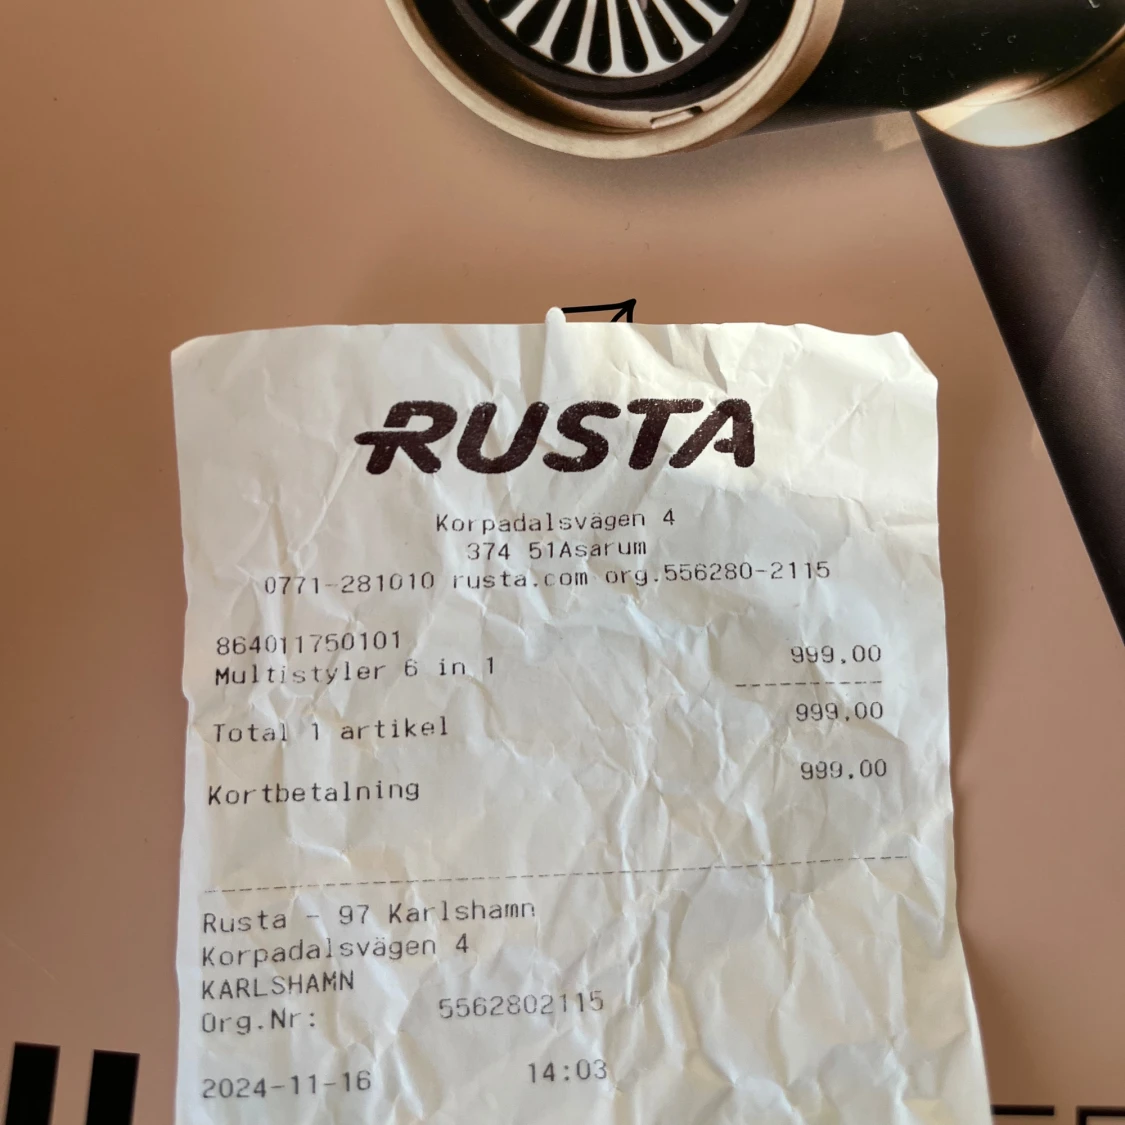 RUSTA
Korpadalsvägen 4
374 51Asarum
0771-281010 rusta.com org.556280-2115
864011750101
Multistyler 6 in 1 999.00
Total 1 artikel 999.00
Kortbetalning 999.00
Rusta - 97 Karlshamn
Korpadalsvägen 4
KARLSHAMN
Org.Nr: 5562802115
2024-11-16 14:03